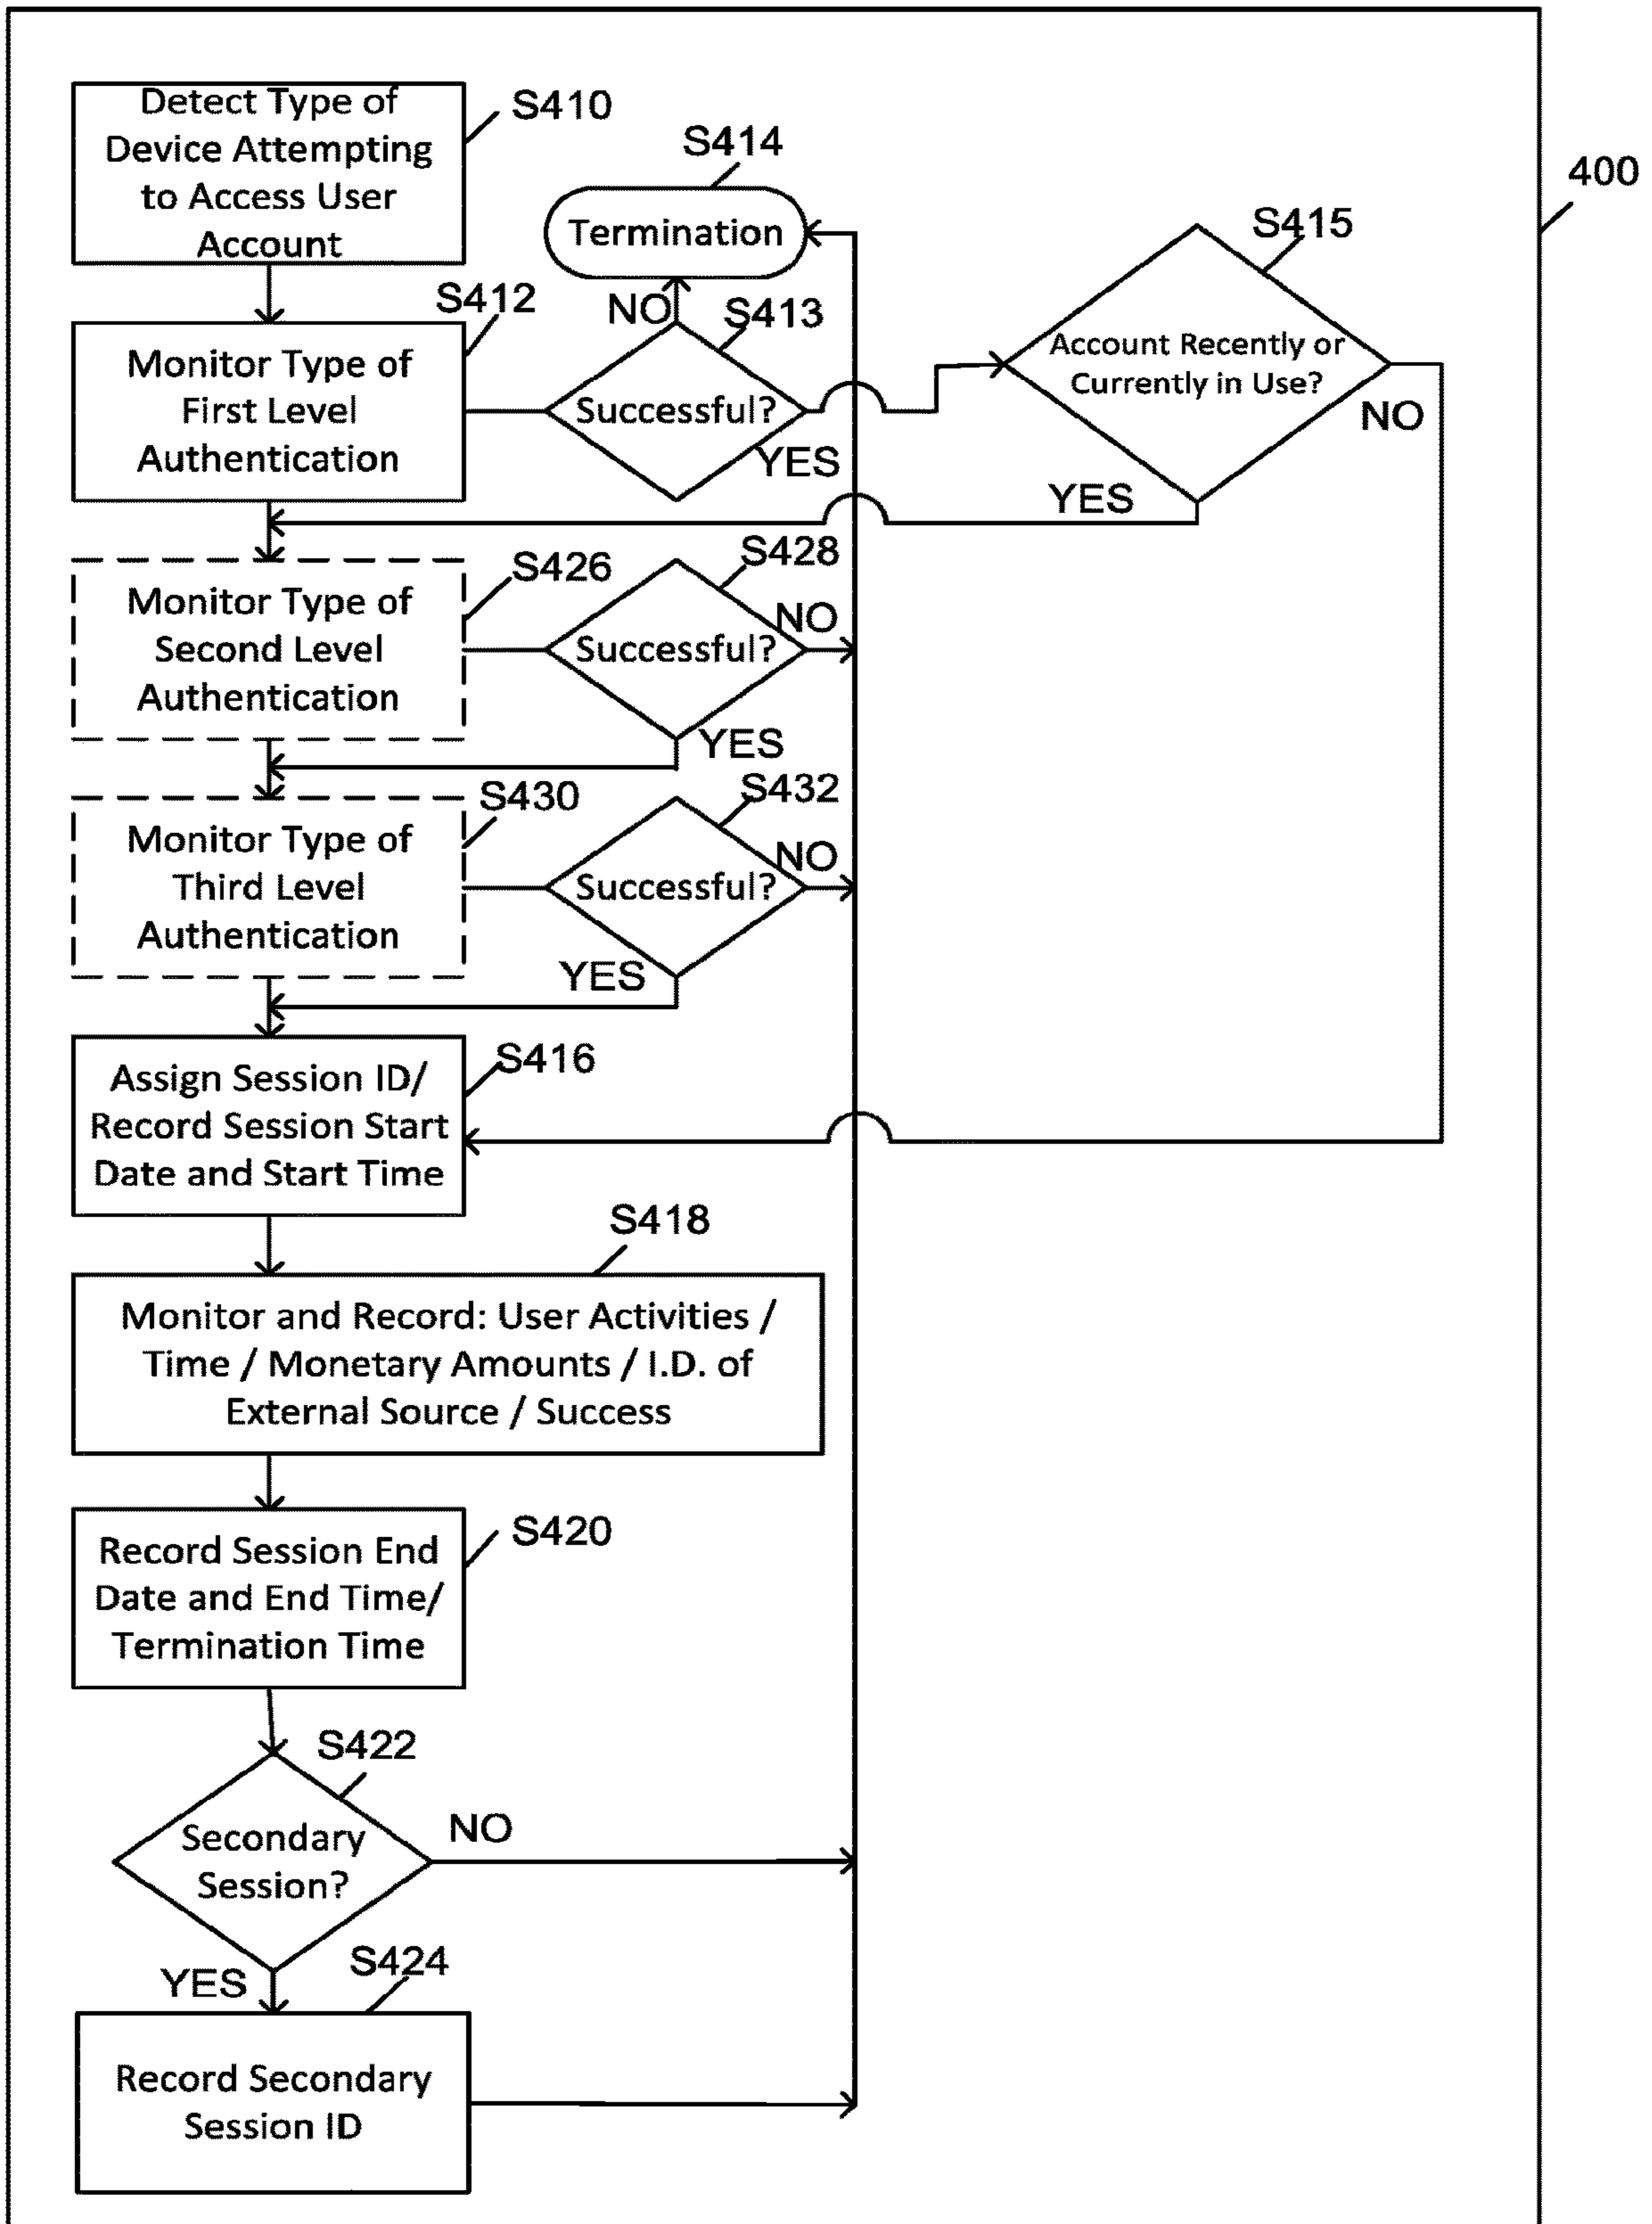 Detect Type of
Device Attempting
to Access User
Account
S410
S414
Termination
400
S415
Account Recently or
Currently in Use?
NO
YES
S412
Monitor Type of
First Level
Authentication
NO
S413
Successful?
YES
S426
Monitor Type of
Second Level
Authentication
S428
Successful?
NO
YES
S430
Monitor Type of
Third Level
Authentication
S432
Successful?
NO
YES
S416
Assign Session ID/
Record Session Start
Date and Start Time
S418
Monitor and Record: User Activities /
Time / Monetary Amounts / I.D. of
External Source / Success
S420
Record Session End
Date and End Time/
Termination Time
S422
Secondary
Session?
NO
YES
S424
Record Secondary
Session ID